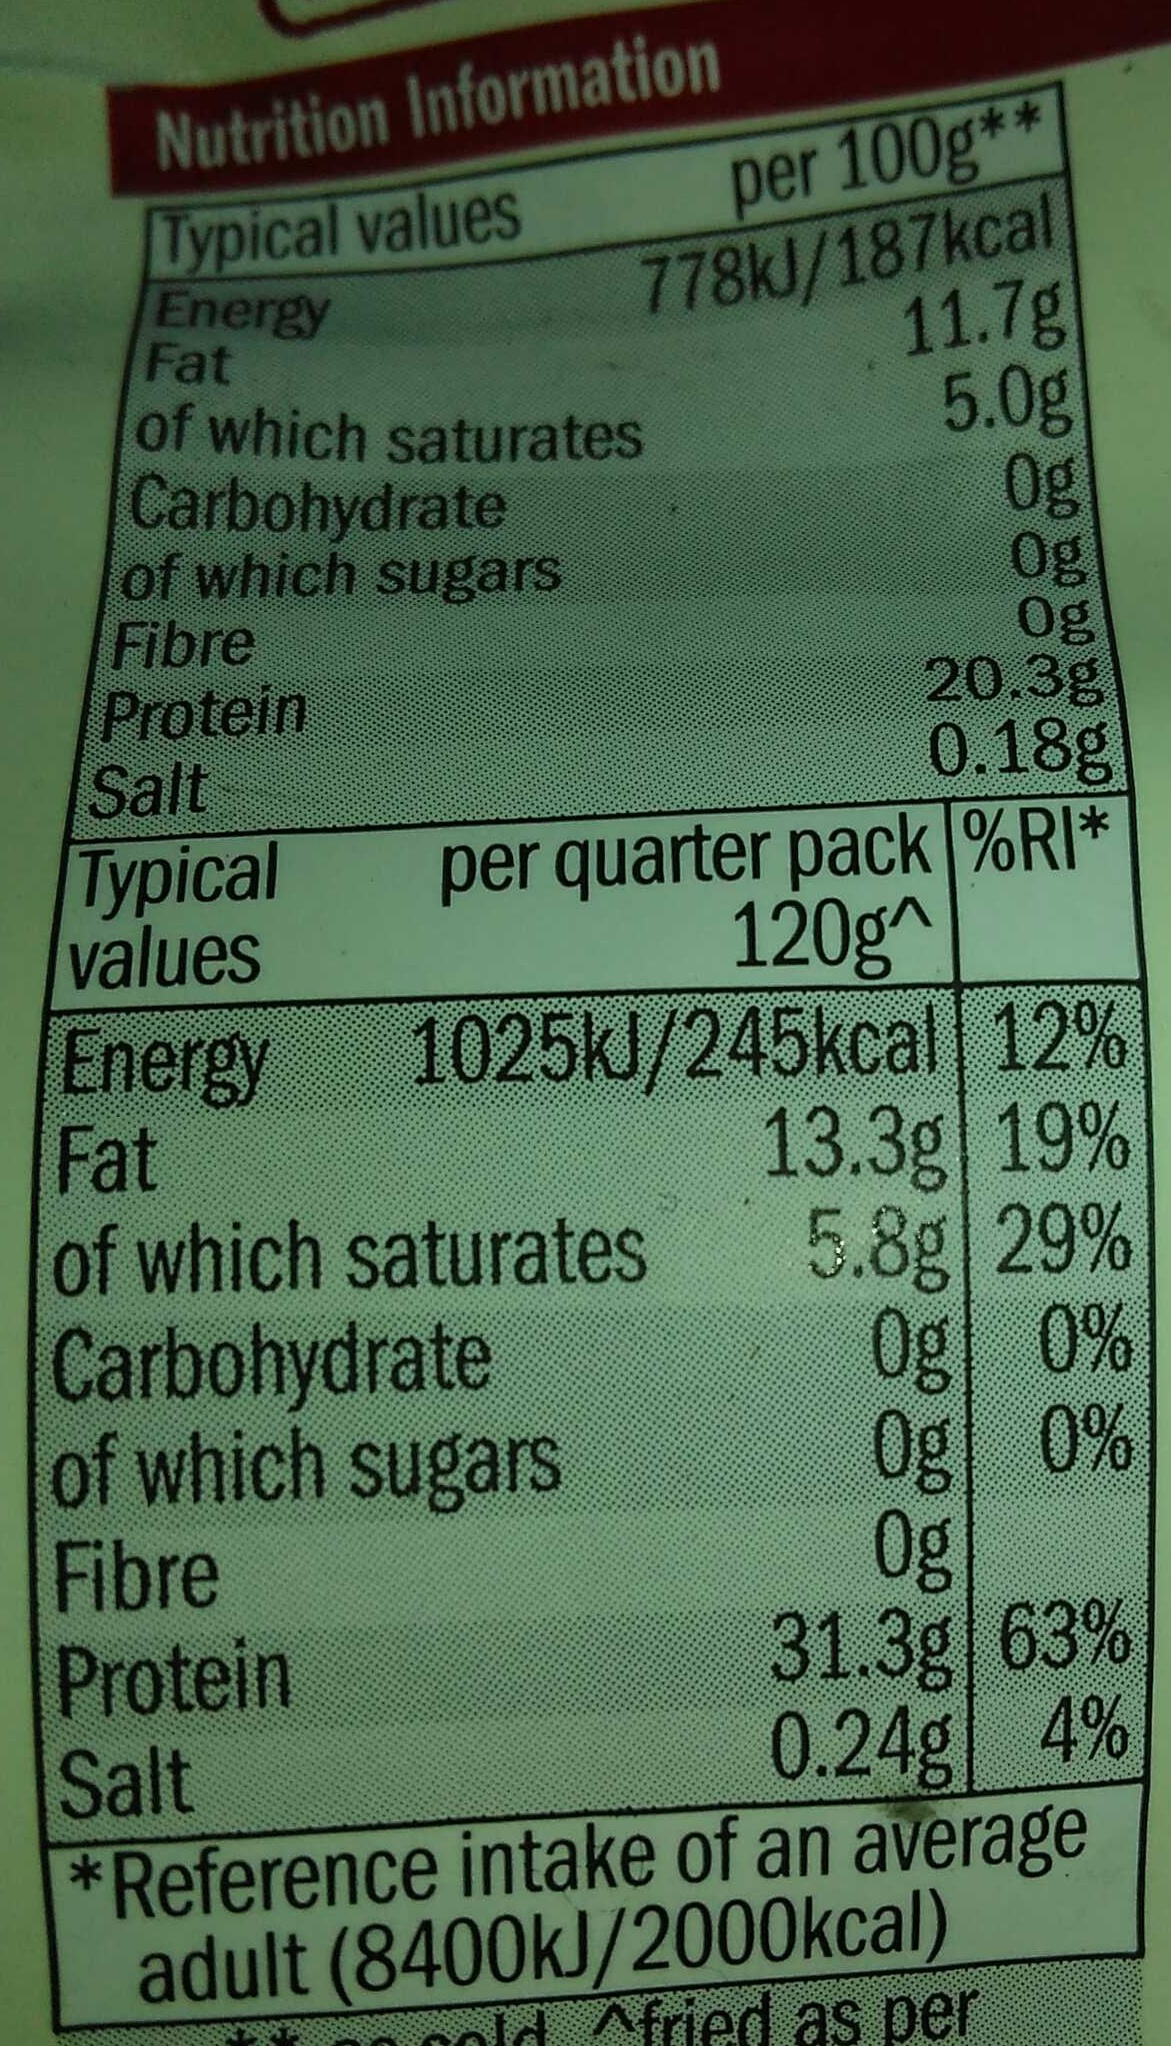 Nutrition Information
Typical values per 100g**
Energy 778kJ/187kcal
Fat 11.7g
of which saturates 5.0g
Carbohydrate 0g
of which sugars 0g
Fibre 0g
Protein 20.3g
Salt 0.18g
Typical per quarter pack %RI*
values 120g^
Energy 1025kJ/245kcal 12%
Fat 13.3g 19%
of which saturates 5.8g 29%
Carbohydrate 0g 0%
of which sugars 0g 0%
Fibre 0g
Protein 31.3g 63%
Salt 0.24g 4%
*Reference intake of an average
adult (8400kJ/2000kcal)
** as sold ^fried as per